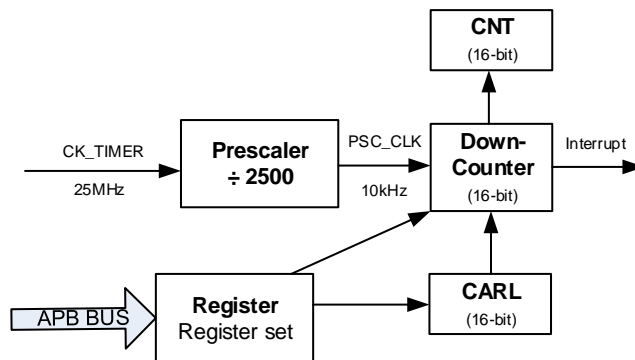 CNT
(16-bit)
CK_TIMER
25MHz
Prescaler
÷ 2500
PSC_CLK
10kHz
Down-
Counter
(16-bit)
Interrupt
APB BUS
Register
Register set
CARL
(16-bit)